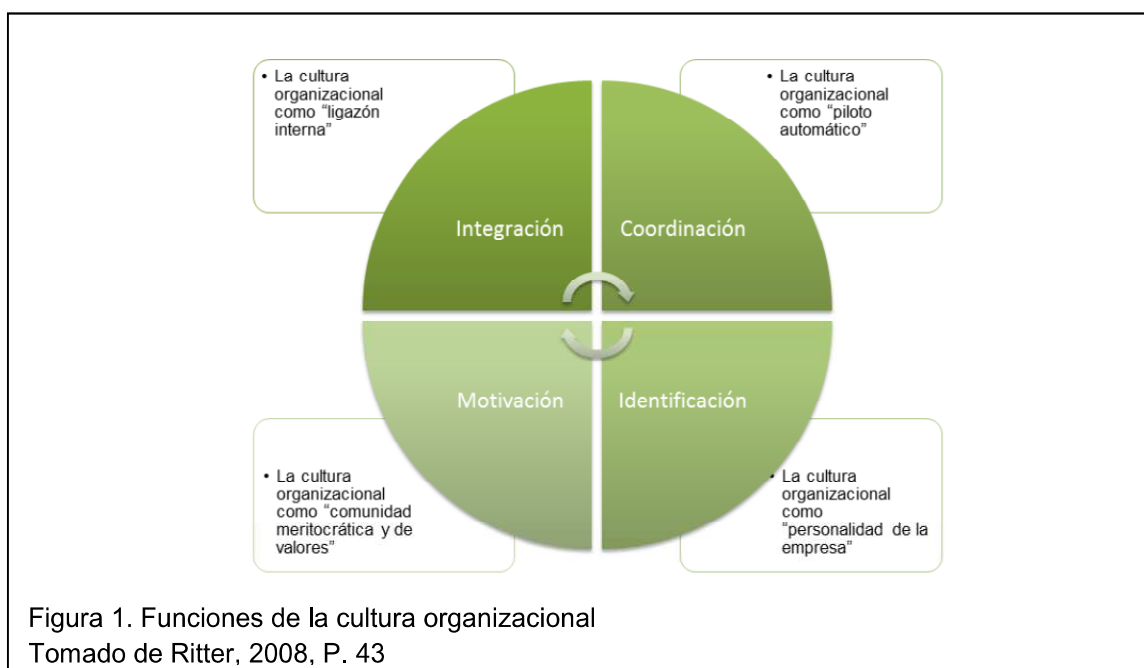 • La cultura
organizacional
como “ligazón
interna”
• La cultura
organizacional
como “piloto
automático”
Integración
Coordinación
Motivación
Identificación
• La cultura
organizacional
como “comunidad
meritocrática y de
valores”
• La cultura
organizacional
como
“personalidad de la
empresa”
Figura 1. Funciones de la cultura organizacional
Tomado de Ritter, 2008, P. 43